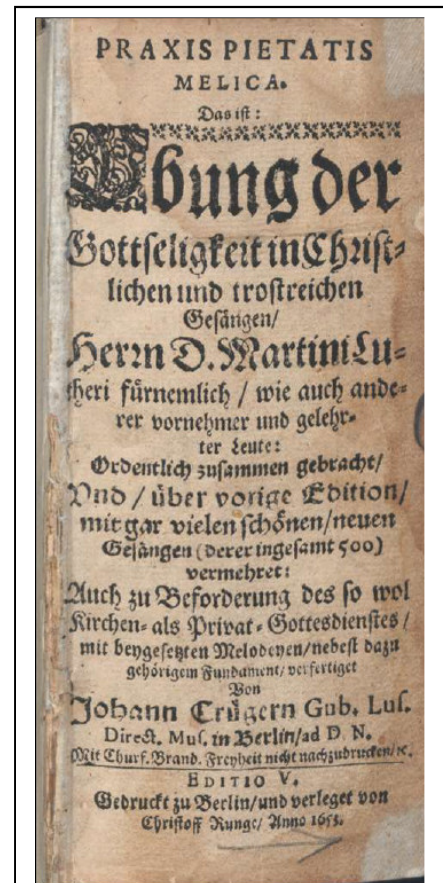 PRAXIS PIETATIS
MELICA.
Das ist:
Ubung der
Gottseligkeit in Christ-
lichen und trostreichen
Gesängen/
Herrn D. Martini Lu-
theri fürnemlich / wie auch ande-
rer vornehmer und gelehr-
ter Leute:
Ordentlich zusammen gebracht/
Vnd / über vorige Edition/
mit gar vielen schönen/neuen
Gesängen (derer ingesamt 500)
vermehret:
Auch zu Beforderung des so wol
Kirchen- als Privat-Gottesdienstes /
mit beygesetzten Melodeyen/nebest dazu
gehörigem Fundament/ verfertiget
Von
Johann Crügern Gub. Lus.
Direct. Mus. in Berlin/ad D. N.
Mit Churf. Brand. Freyheit nicht nachzudrucken/ ꝛc.
EDITIO V.
Gedruckt zu Berlin/und verleget von
Christoff Runge/ Anno 1653.